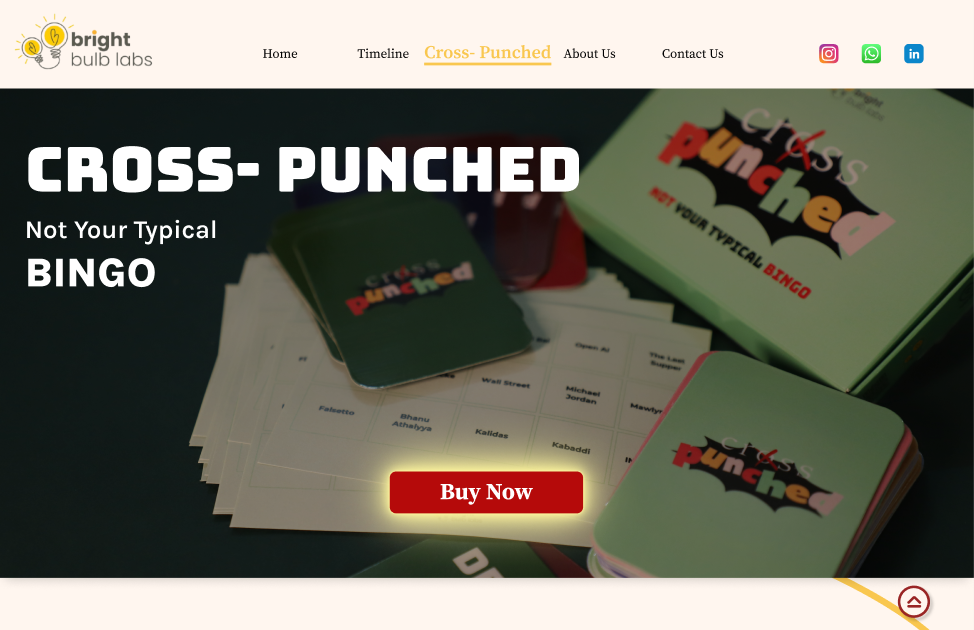 bright
bulb labs
Home
Timeline
Cross- Punched
About Us
Contact Us
in
CROSS- PUNCHED
Not Your Typical
BINGO
bright
cross
punched
NOT YOUR TYPICAL BINGO
cross
punched
Open AI
The Last
Supper
Wall Street
Michael
Jordan
Falsetto
Bhanu
Athaiyya
Kalidas
Kabaddi
cross
punched
Buy Now